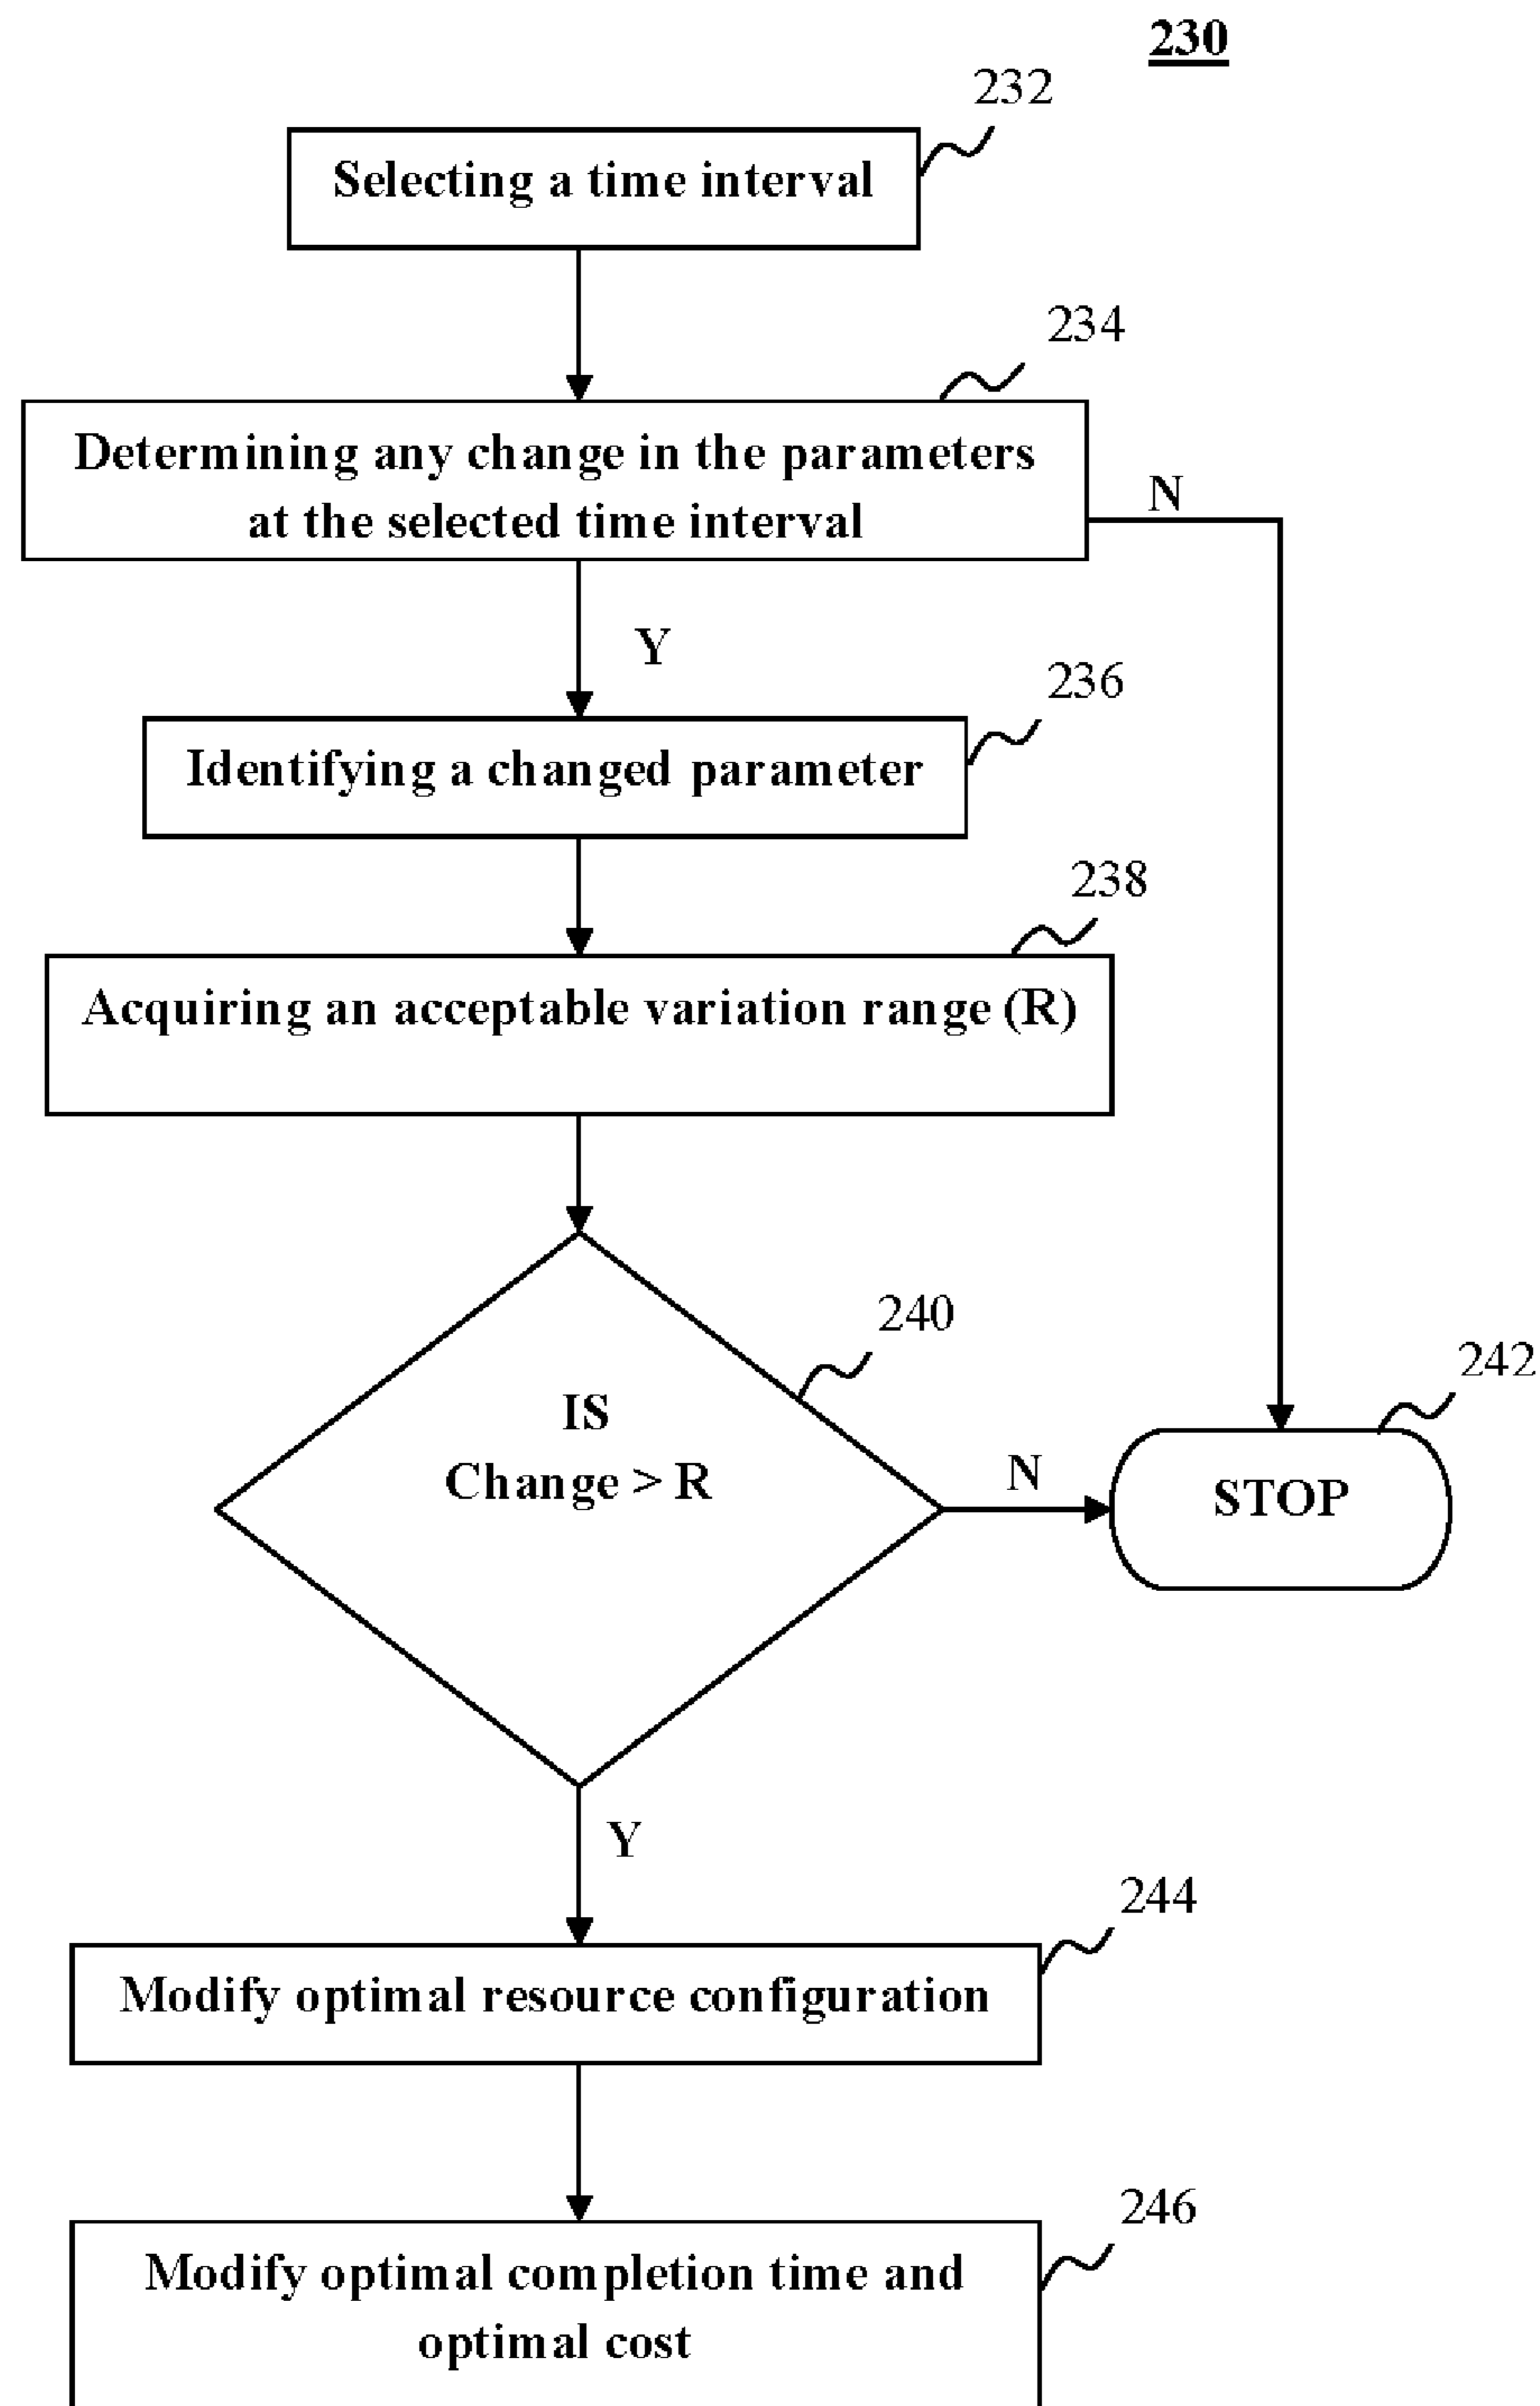 230
232
Selecting a time interval
234
Determining any change in the parameters
at the selected time interval
N
Y
236
Identifying a changed parameter
238
Acquiring an acceptable variation range (R)
240
IS
Change > R
N
242
STOP
Y
244
Modify optimal resource configuration
246
Modify optimal completion time and
optimal cost